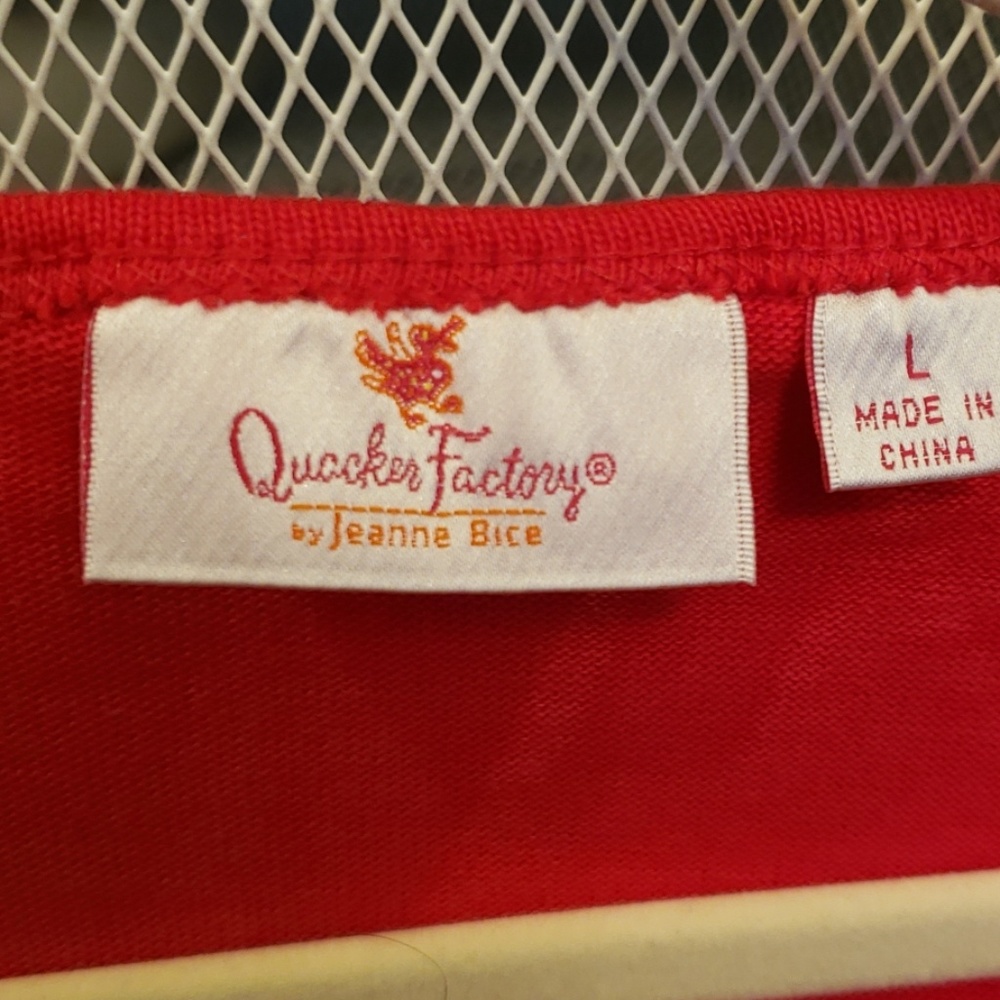 Quacker Factory®
by Jeanne Bice
L
MADE IN
CHINA